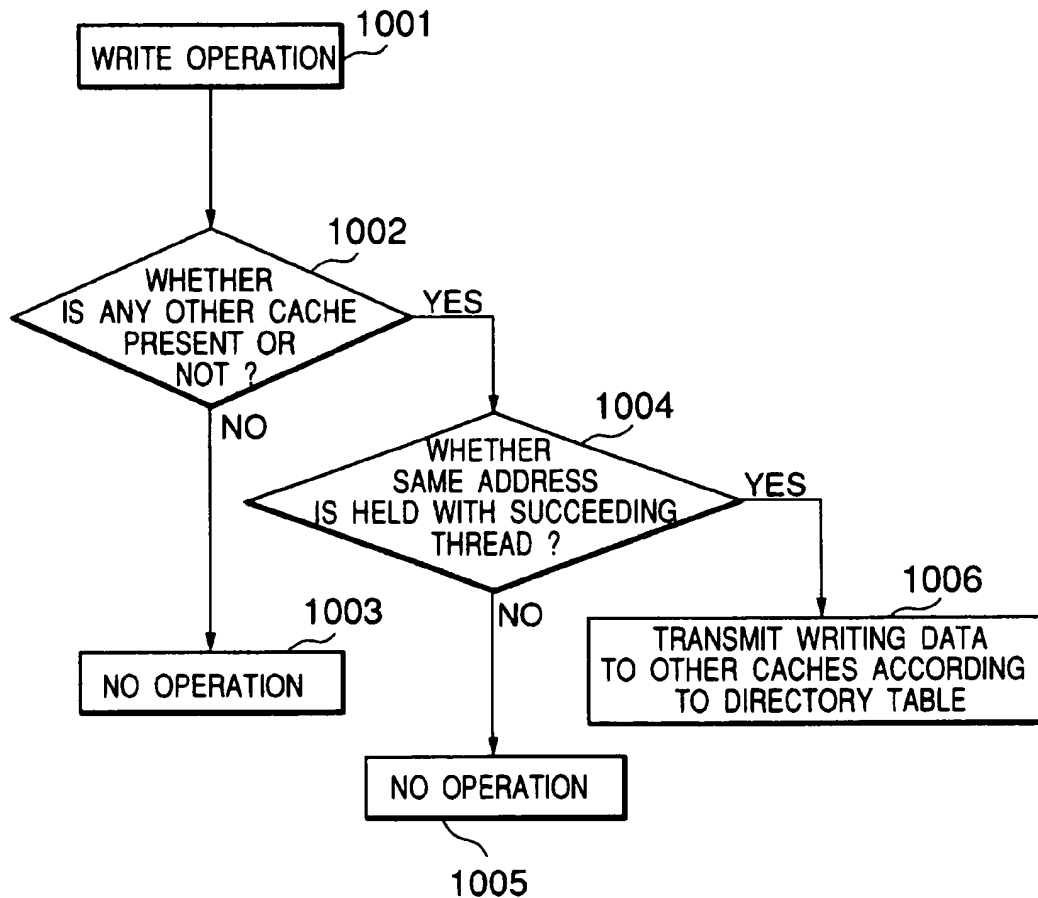 1001
WRITE OPERATION
1002
WHETHER
IS ANY OTHER CACHE
PRESENT OR
NOT ?
YES
NO
1004
WHETHER
SAME ADDRESS
IS HELD WITH SUCCEEDING
THREAD ?
YES
NO
1003
NO OPERATION
1006
TRANSMIT WRITING DATA
TO OTHER CACHES ACCORDING
TO DIRECTORY TABLE
NO OPERATION
1005